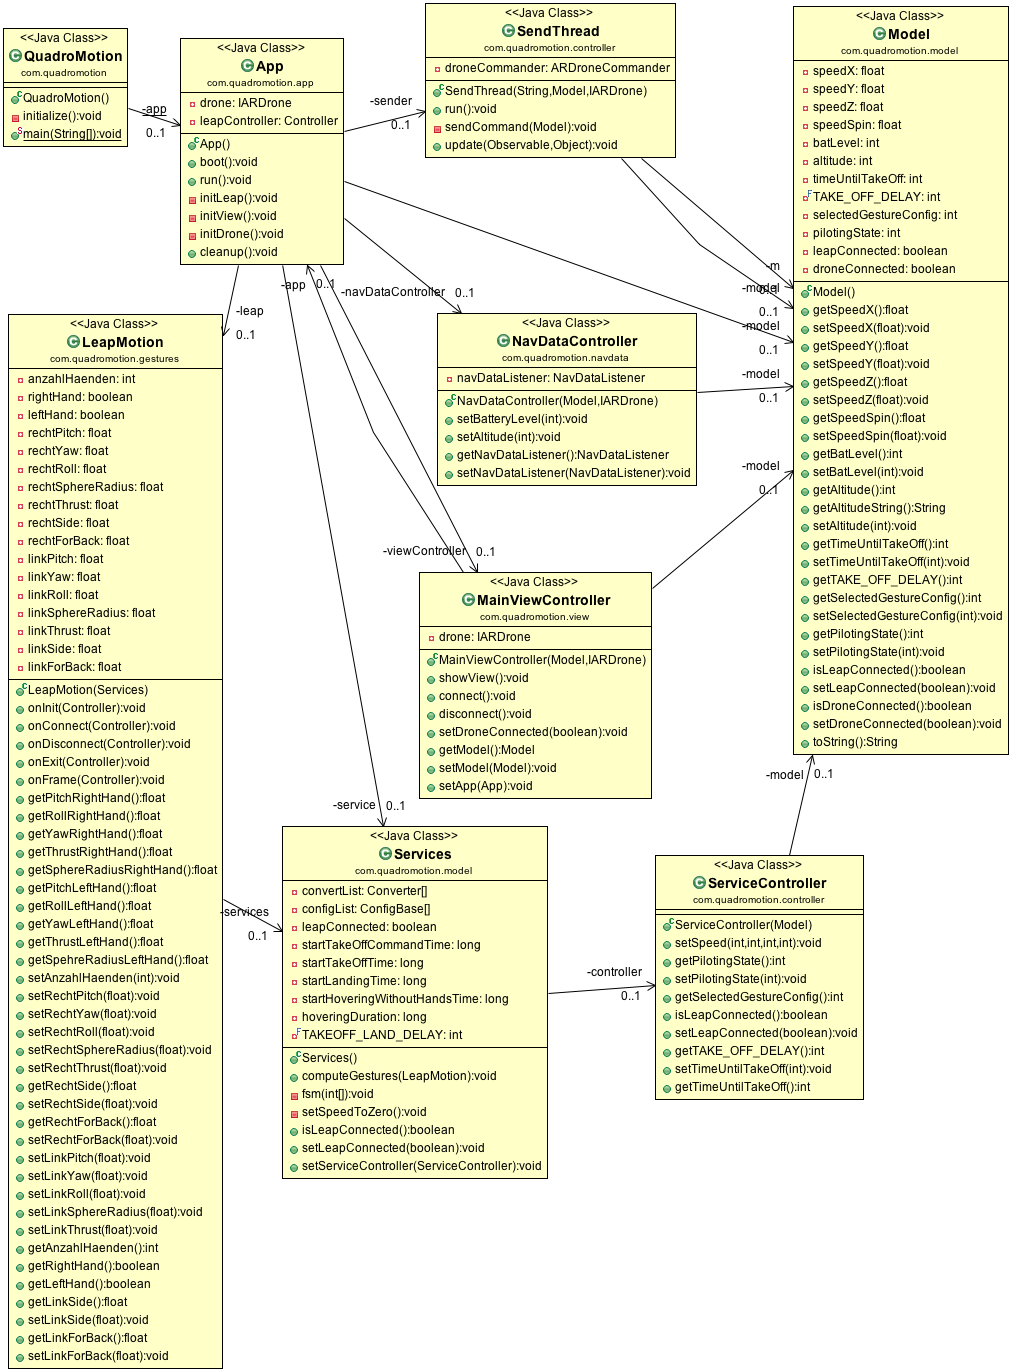 <<Java Class>>
QuadroMotion
com.quadromotion
QuadroMotion()
initialize():void
main(String[]):void
-app
0..1
<<Java Class>>
App
com.quadromotion.app
drone: IARDrone
leapController: Controller
App()
boot():void
run():void
initLeap():void
initView():void
initDrone():void
cleanup():void
-sender
0..1
<<Java Class>>
SendThread
com.quadromotion.controller
droneCommander: ARDroneCommander
SendThread(String,Model,IARDrone)
run():void
sendCommand(Model):void
update(Observable,Object):void
-m
0..1
-model
0..1
-model
0..1
<<Java Class>>
Model
com.quadromotion.model
speedX: float
speedY: float
speedZ: float
speedSpin: float
batLevel: int
altitude: int
timeUntilTakeOff: int
TAKE_OFF_DELAY: int
selectedGestureConfig: int
pilotingState: int
leapConnected: boolean
droneConnected: boolean
Model()
getSpeedX():float
setSpeedX(float):void
getSpeedY():float
setSpeedY(float):void
getSpeedZ():float
setSpeedZ(float):void
getSpeedSpin():float
setSpeedSpin(float):void
getBatLevel():int
setBatLevel(int):void
getAltitude():int
getAltitudeString():String
setAltitude(int):void
getTimeUntilTakeOff():int
setTimeUntilTakeOff(int):void
getTAKE_OFF_DELAY():int
getSelectedGestureConfig():int
setSelectedGestureConfig(int):void
getPilotingState():int
setPilotingState(int):void
isLeapConnected():boolean
setLeapConnected(boolean):void
isDroneConnected():boolean
setDroneConnected(boolean):void
toString():String
-leap
0..1
-app
0..1
-navDataController
0..1
<<Java Class>>
NavDataController
com.quadromotion.navdata
navDataListener: NavDataListener
NavDataController(Model,IARDrone)
setBatteryLevel(int):void
setAltitude(int):void
getNavDataListener():NavDataListener
setNavDataListener(NavDataListener):void
-model
0..1
-model
0..1
<<Java Class>>
LeapMotion
com.quadromotion.gestures
anzahlHaenden: int
rightHand: boolean
leftHand: boolean
rechtPitch: float
rechtYaw: float
rechtRoll: float
rechtSphereRadius: float
rechtThrust: float
rechtSide: float
rechtForBack: float
linkPitch: float
linkYaw: float
linkRoll: float
linkSphereRadius: float
linkThrust: float
linkSide: float
linkForBack: float
LeapMotion(Services)
onInit(Controller):void
onConnect(Controller):void
onDisconnect(Controller):void
onExit(Controller):void
onFrame(Controller):void
getPitchRightHand():float
getRollRightHand():float
getYawRightHand():float
getThrustRightHand():float
getSphereRadiusRightHand():float
getPitchLeftHand():float
getRollLeftHand():float
getYawLeftHand():float
getThrustLeftHand():float
getSpehreRadiusLeftHand():float
setAnzahlHaenden(int):void
setRechtPitch(float):void
setRechtYaw(float):void
setRechtRoll(float):void
setRechtSphereRadius(float):void
setRechtThrust(float):void
getRechtSide():float
setRechtSide(float):void
getRechtForBack():float
setRechtForBack(float):void
setLinkPitch(float):void
setLinkYaw(float):void
setLinkRoll(float):void
setLinkSphereRadius(float):void
setLinkThrust(float):void
getAnzahlHaenden():int
getRightHand():boolean
getLeftHand():boolean
getLinkSide():float
setLinkSide(float):void
getLinkForBack():float
setLinkForBack(float):void
-viewController
0..1
<<Java Class>>
MainViewController
com.quadromotion.view
drone: IARDrone
MainViewController(Model,IARDrone)
showView():void
connect():void
disconnect():void
setDroneConnected(boolean):void
getModel():Model
setModel(Model):void
setApp(App):void
-service
0..1
-services
0..1
<<Java Class>>
Services
com.quadromotion.model
convertList: Converter[]
configList: ConfigBase[]
leapConnected: boolean
startTakeOffCommandTime: long
startTakeOffTime: long
startLandingTime: long
startHoveringWithoutHandsTime: long
hoveringDuration: long
TAKEOFF_LAND_DELAY: int
Services()
computeGestures(LeapMotion):void
fsm(int[]):void
setSpeedToZero():void
isLeapConnected():boolean
setLeapConnected(boolean):void
setServiceController(ServiceController):void
-controller
0..1
-model
0..1
<<Java Class>>
ServiceController
com.quadromotion.controller
ServiceController(Model)
setSpeed(int,int,int,int):void
getPilotingState():int
setPilotingState(int):void
getSelectedGestureConfig():int
isLeapConnected():boolean
setLeapConnected(boolean):void
getTAKE_OFF_DELAY():int
setTimeUntilTakeOff(int):void
getTimeUntilTakeOff():int